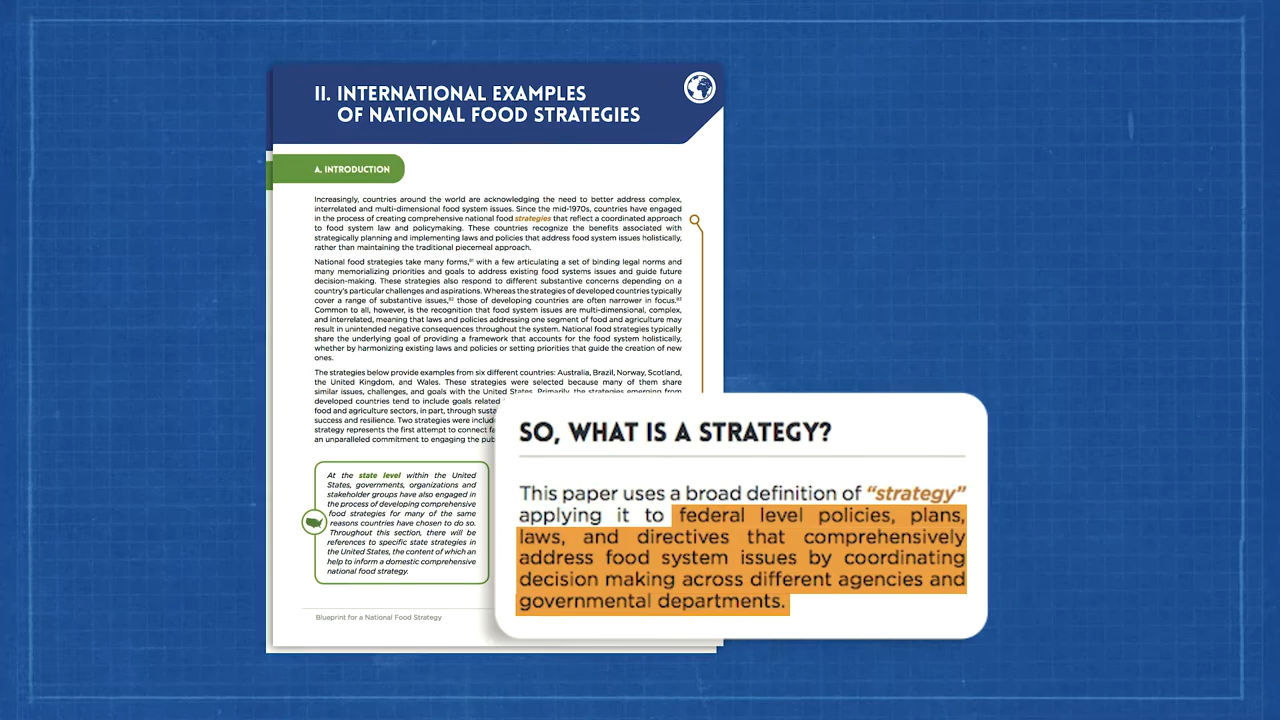 II. INTERNATIONAL EXAMPLES
OF NATIONAL FOOD STRATEGIES
A. INTRODUCTION
Increasingly, countries around the world are acknowledging the need to better address complex,
interrelated and multi-dimensional food system issues. Since the mid-1970s, countries have engaged
in the process of creating comprehensive national food strategies that reflect a coordinated approach
to food system law and policymaking. These countries recognize the benefits associated with
strategically planning and implementing laws and policies that address food system issues holistically,
rather than maintaining the traditional piecemeal approach.
National food strategies take many forms,⁸¹ with a few articulating a set of binding legal norms and
many memorializing priorities and goals to address existing food systems issues and guide future
decision-making. These strategies also respond to different substantive concerns depending on a
country's particular challenges and aspirations. Whereas the strategies of developed countries typically
cover a range of substantive issues,⁸² those of developing countries are often narrower in focus.⁸³
Common to all, however, is the recognition that food system issues are multi-dimensional, complex,
and interrelated, meaning that laws and policies addressing one segment of food and agriculture may
result in unintended negative consequences throughout the system. National food strategies typically
share the underlying goal of providing a framework that accounts for the food system holistically,
whether by harmonizing existing laws and policies or setting priorities that guide the creation of new
ones.
The strategies below provide examples from six different countries: Australia, Brazil, Norway, Scotland,
the United Kingdom, and Wales. These strategies were selected because many of them share
similar issues, challenges, and goals with the United States. Primarily, the strategies emerging from
developed countries tend to include goals related
food and agriculture sectors, in part, through
success and resilience. Two strategies were
strategy represents the first attempt to connect
an unparalleled commitment to engaging the
At the state level within the United
States, governments, organizations and
stakeholder groups have also engaged in
the process of developing comprehensive
food strategies for many of the same
reasons countries have chosen to do so.
Throughout this section, there will be
references to specific state strategies in
the United States, the content of which an
help to inform a domestic comprehensive
national food strategy.
Blueprint for a National Food Strategy
SO, WHAT IS A STRATEGY?
This paper uses a broad definition of "strategy"
applying it to federal level policies, plans,
laws, and directives that comprehensively
address food system issues by coordinating
decision making across different agencies and
governmental departments.